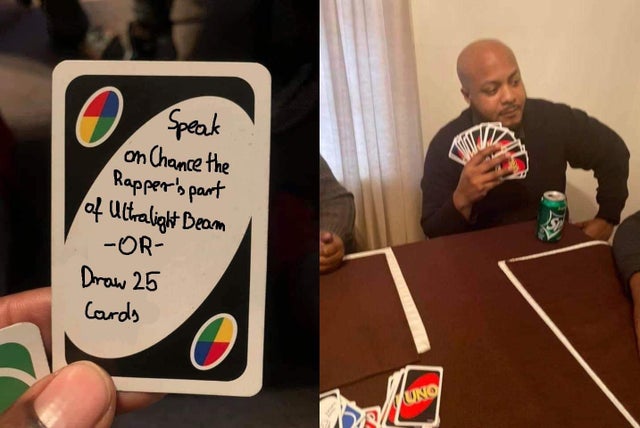 Speak
on Chance the
Rapper's part
of Ultralight Beam
-OR-
Draw 25
Cards
UNO